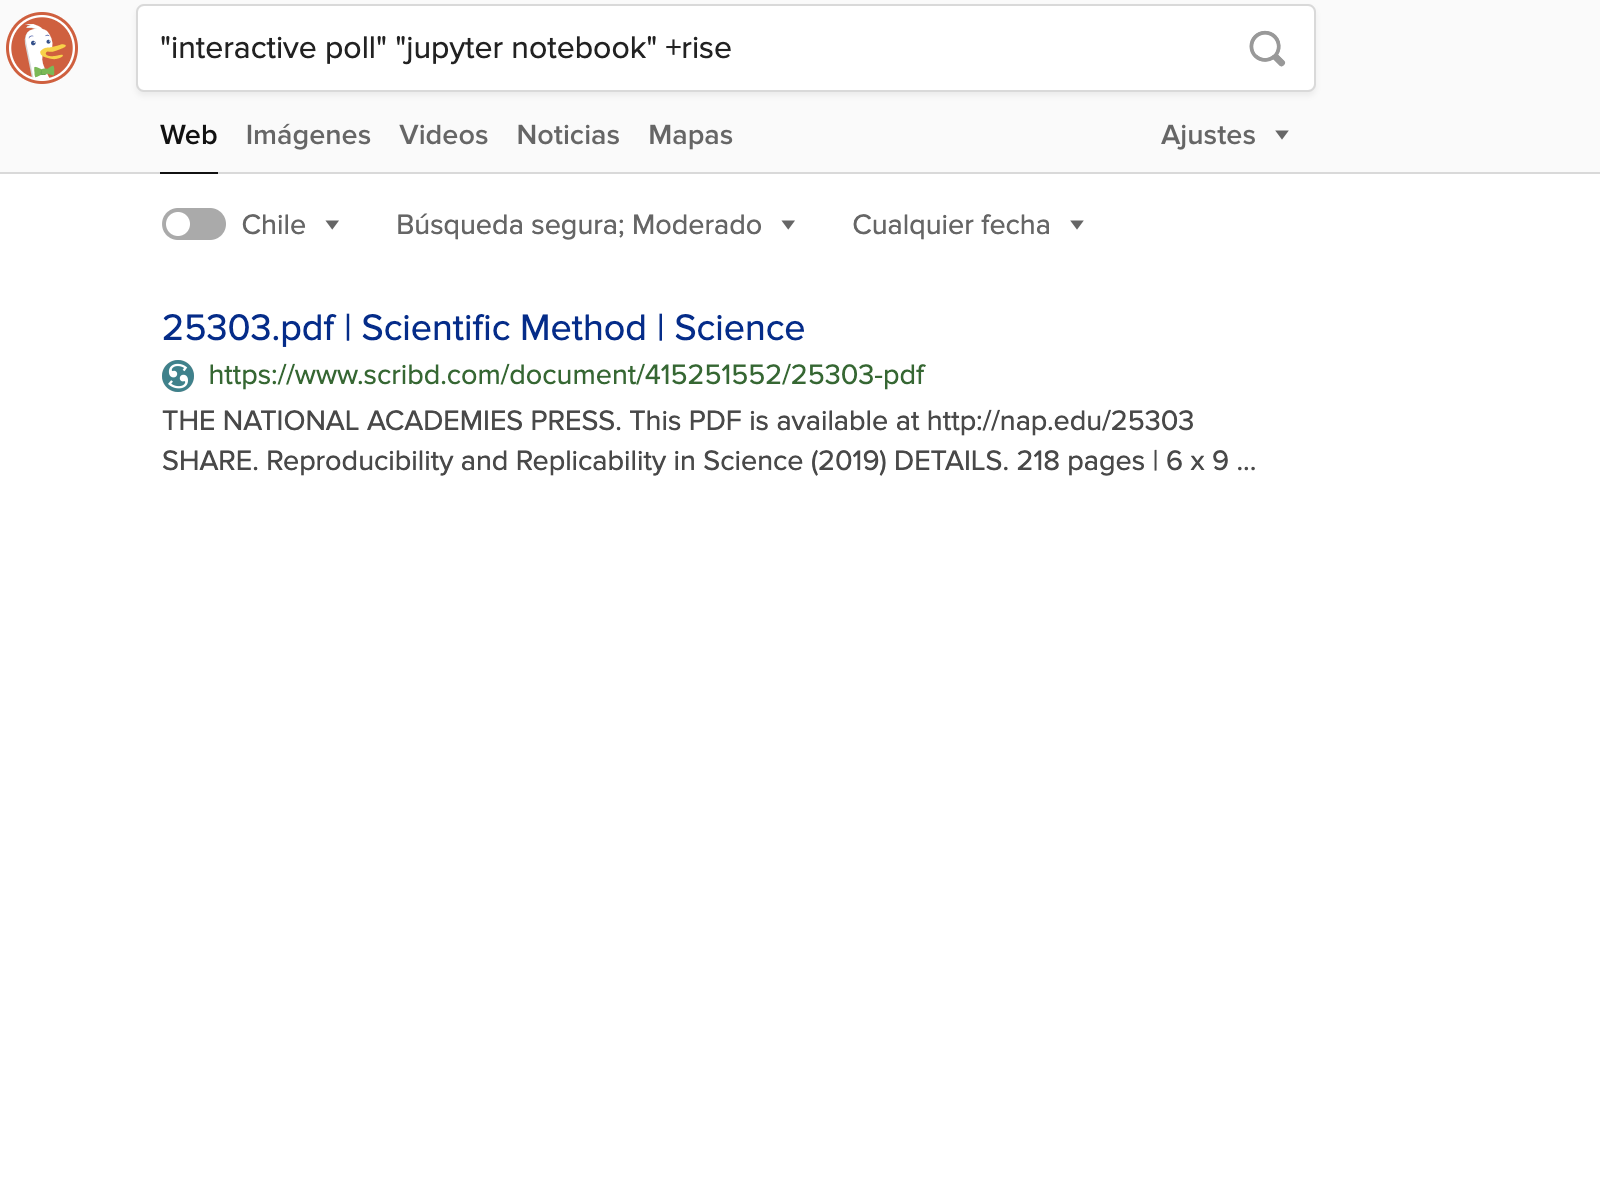 "interactive poll" "jupyter notebook" +rise
Web Imágenes Videos Noticias Mapas Ajustes
Chile Búsqueda segura; Moderado Cualquier fecha
25303.pdf | Scientific Method | Science
https://www.scribd.com/document/415251552/25303-pdf
THE NATIONAL ACADEMIES PRESS. This PDF is available at http://nap.edu/25303
SHARE. Reproducibility and Replicability in Science (2019) DETAILS. 218 pages | 6 x 9 ...